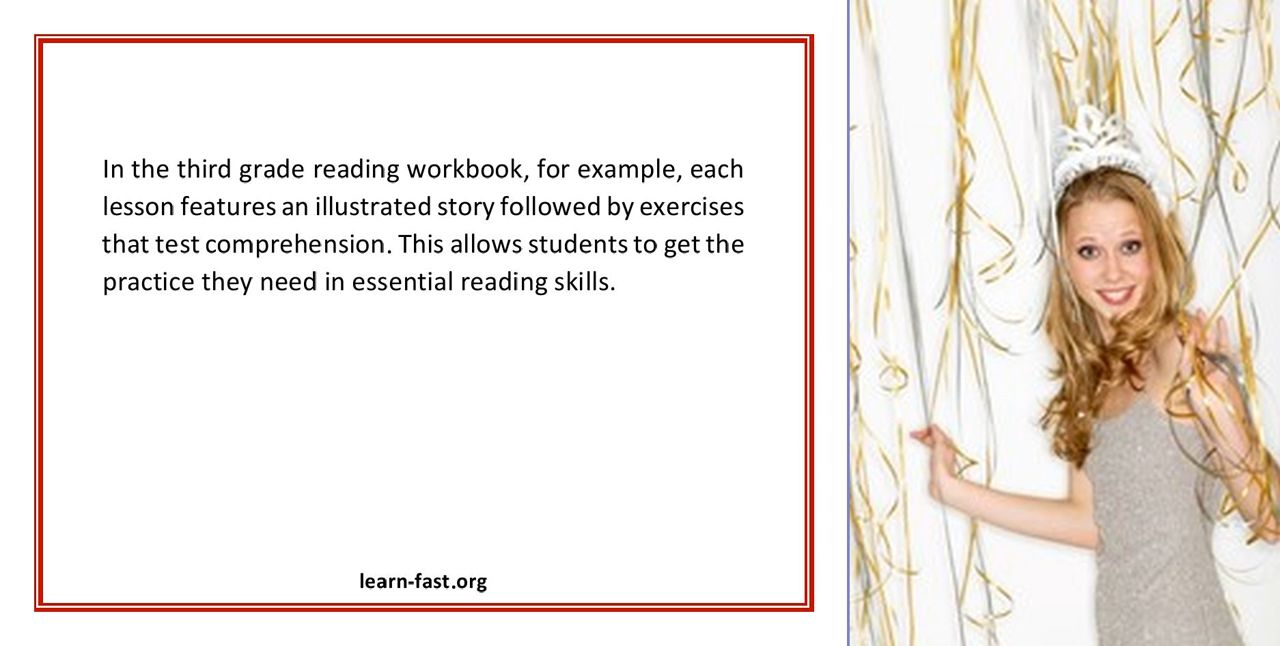 In the third grade reading workbook, for example, each
lesson features an illustrated story followed by exercises
that test comprehension. This allows students to get the
practice they need in essential reading skills.
learn-fast.org